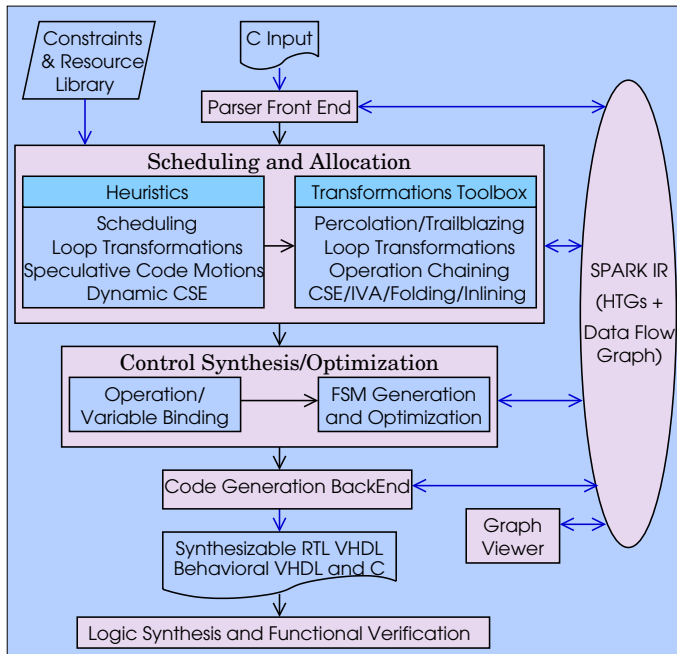 Constraints
& Resource
Library
C Input
Parser Front End
Scheduling and Allocation
Heuristics
Scheduling
Loop Transformations
Speculative Code Motions
Dynamic CSE
Transformations Toolbox
Percolation/Trailblazing
Loop Transformations
Operation Chaining
CSE/IVA/Folding/Inlining
SPARK IR
(HTGs +
Data Flow
Graph)
Control Synthesis/Optimization
Operation/
Variable Binding
FSM Generation
and Optimization
Code Generation BackEnd
Graph
Viewer
Synthesizable RTL VHDL
Behavioral VHDL and C
Logic Synthesis and Functional Verification